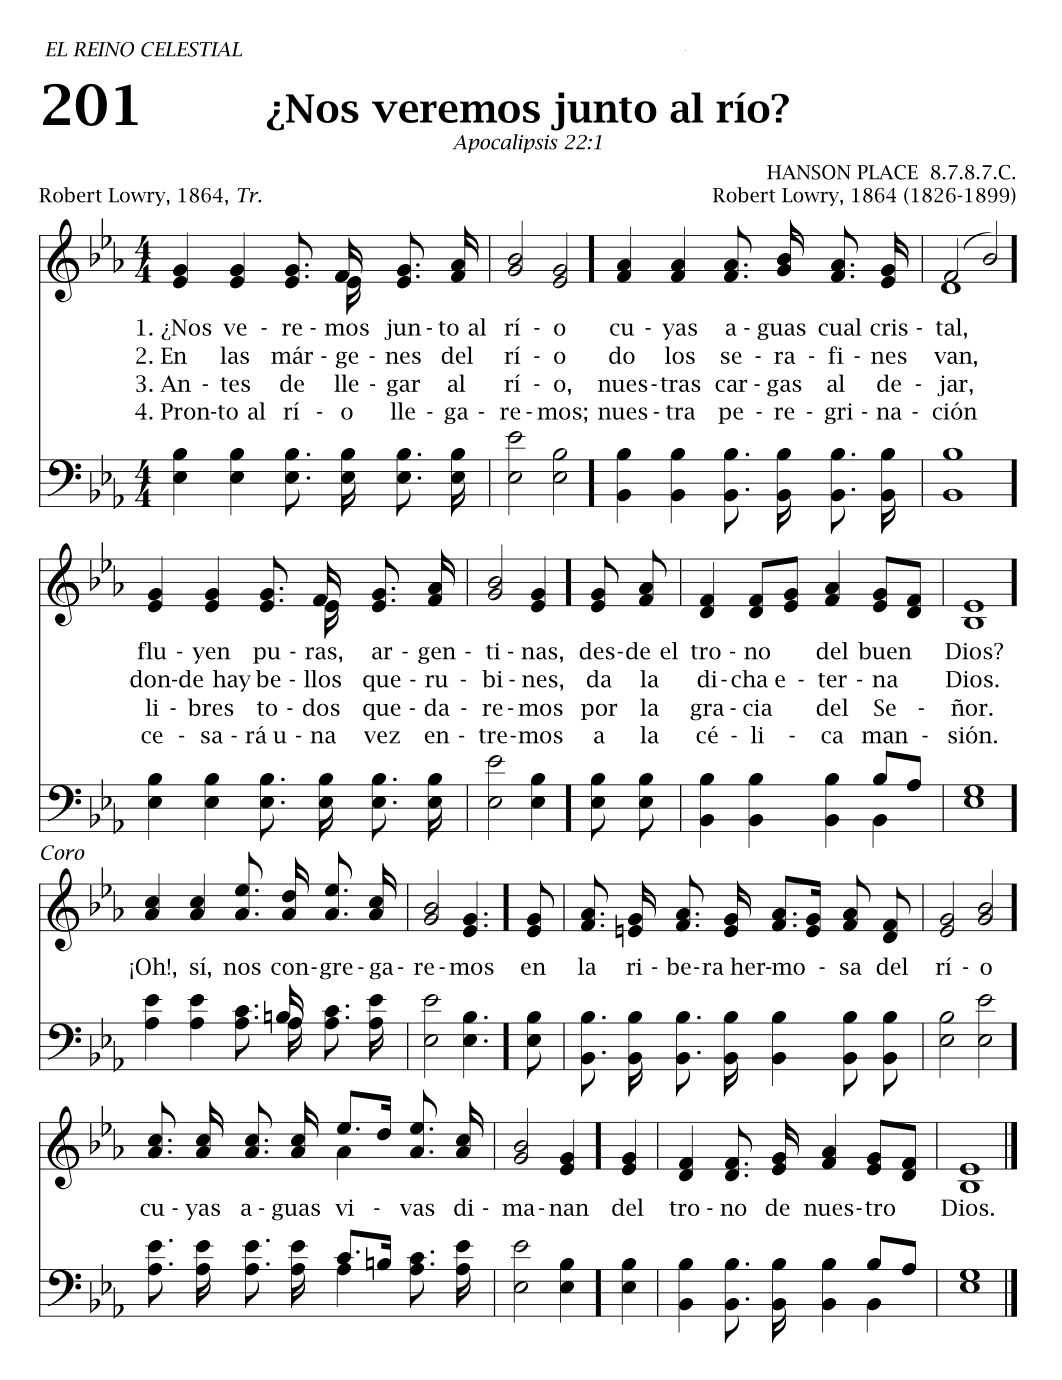 EL REINO CELESTIAL
201
¿Nos veremos junto al río?
Apocalipsis 22:1
HANSON PLACE 8.7.8.7.C.
Robert Lowry, 1864, Tr.
Robert Lowry, 1864 (1826-1899)
1. ¿Nos ve - re - mos jun - to al rí - o cu - yas a - guas cual cris - tal,
2. En las már - ge - nes del rí - o do los se - ra - fi - nes van,
3. An - tes de lle - gar al rí - o, nues - tras car - gas al de - jar,
4. Pron - to al rí - o lle - ga - re - mos; nues - tra pe - re - gri - na - ción
flu - yen pu - ras, ar - gen - ti - nas, des - de el tro - no del buen Dios?
don - de hay be - llos que - ru - bi - nes, da la di - cha e - ter - na Dios.
li - bres to - dos que - da - re - mos por la gra - cia del Se - ñor.
ce - sa - rá u - na vez en - tre - mos a la cé - li - ca man - sión.
Coro
¡Oh!, sí, nos con - gre - ga - re - mos en la ri - be - ra her - mo - sa del rí - o
cu - yas a - guas vi - vas di - ma - nan del tro - no de nues - tro Dios.